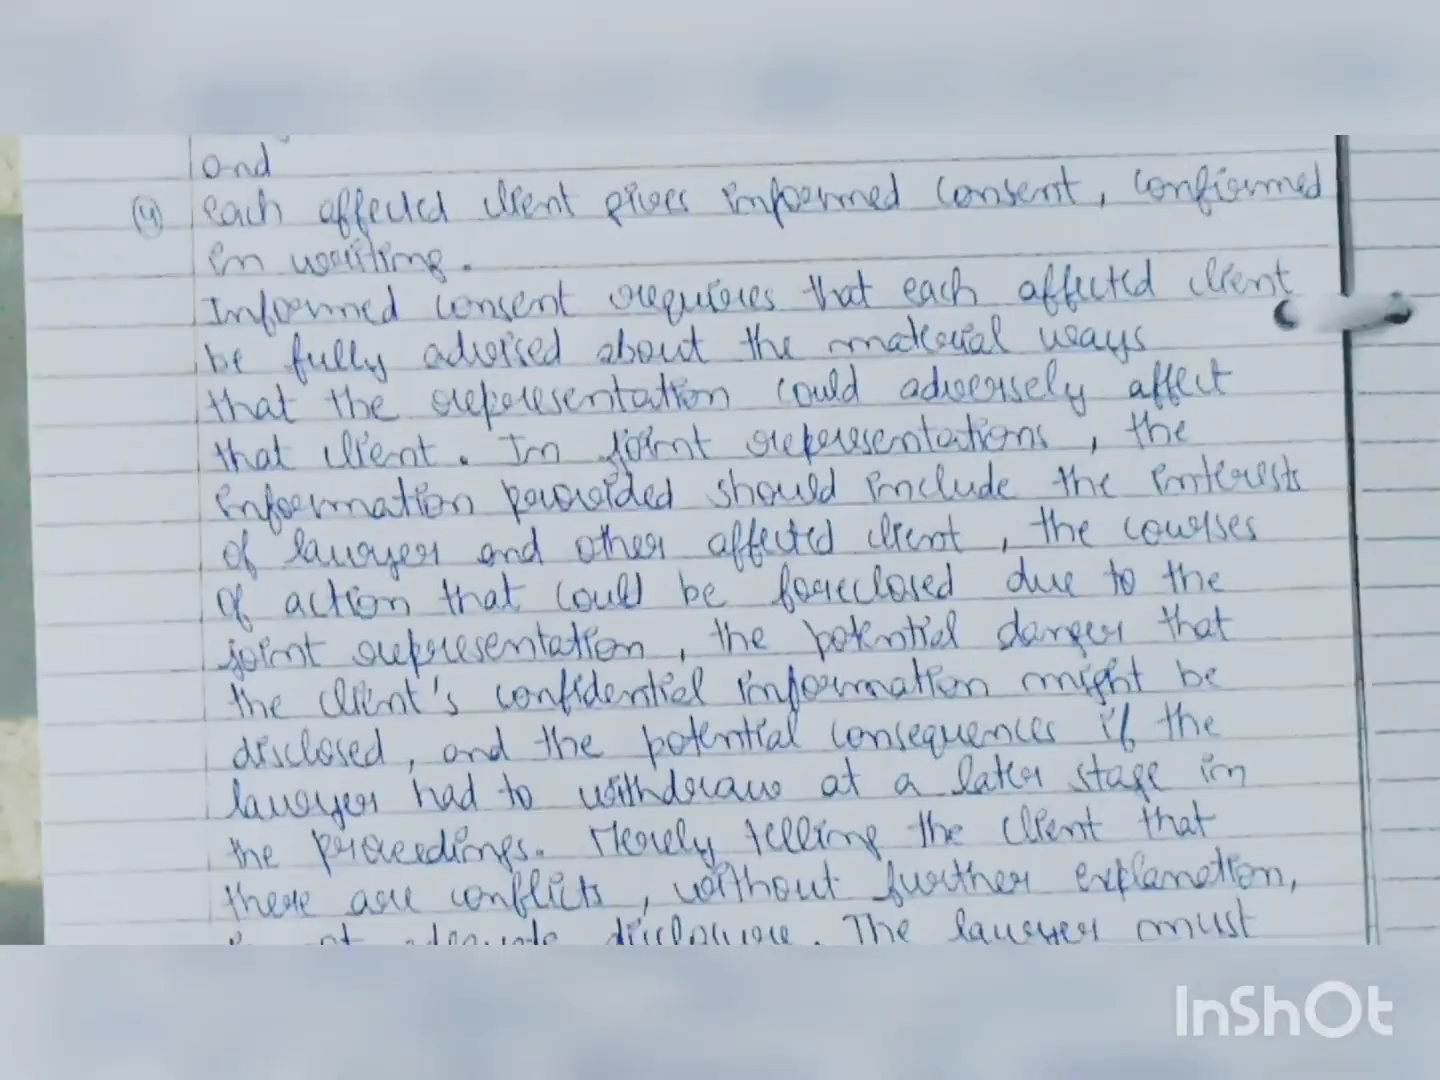 and
(4) each affected client gives informed consent, confirmed
in writing.
Informed consent requires that each affected client
be fully advised about the material ways
that the representation could adversely affect
that client. In joint representations, the
information provided should include the interests
of lawyer and other affected client, the courses
of action that could be foreclosed due to the
joint representation, the potential danger that
the client's confidential information might be
disclosed, and the potential consequences if the
lawyer had to withdraw at a later stage in
the proceedings. Merely telling the client that
there are conflicts, without further explanation,
disclosure. The lawyer must
InShOt